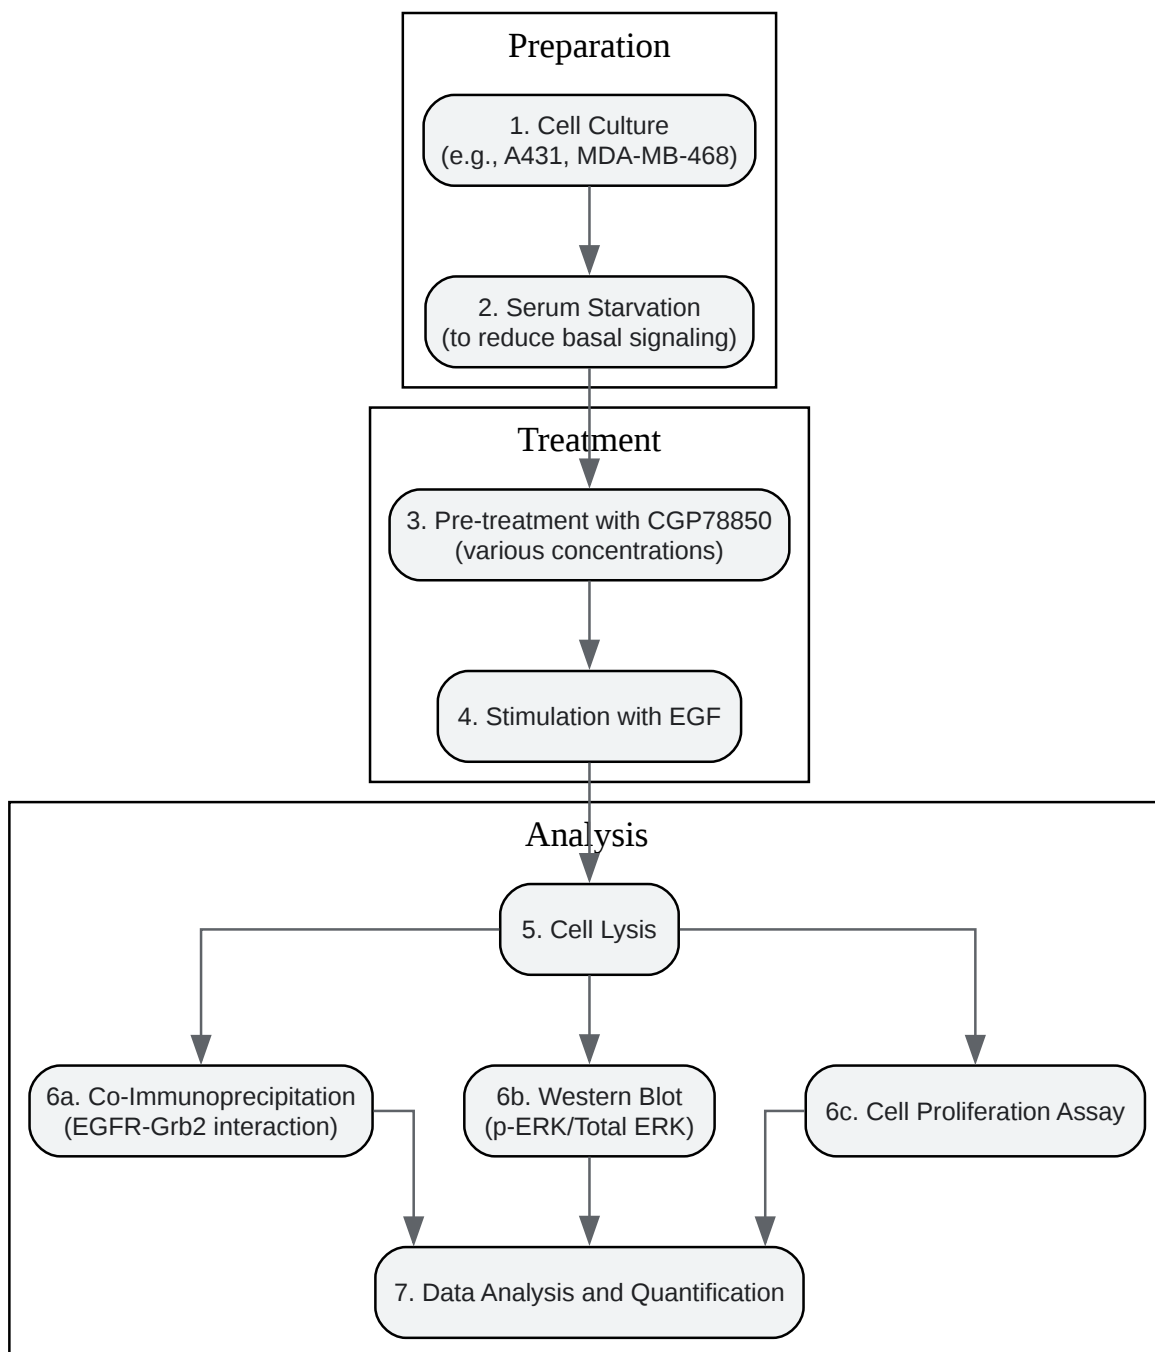 Preparation
1. Cell Culture
(e.g., A431, MDA-MB-468)
2. Serum Starvation
(to reduce basal signaling)
Treatment
3. Pre-treatment with CGP78850
(various concentrations)
4. Stimulation with EGF
Analysis
5. Cell Lysis
6a. Co-Immunoprecipitation
(EGFR-Grb2 interaction)
6b. Western Blot
(p-ERK/Total ERK)
6c. Cell Proliferation Assay
7. Data Analysis and Quantification